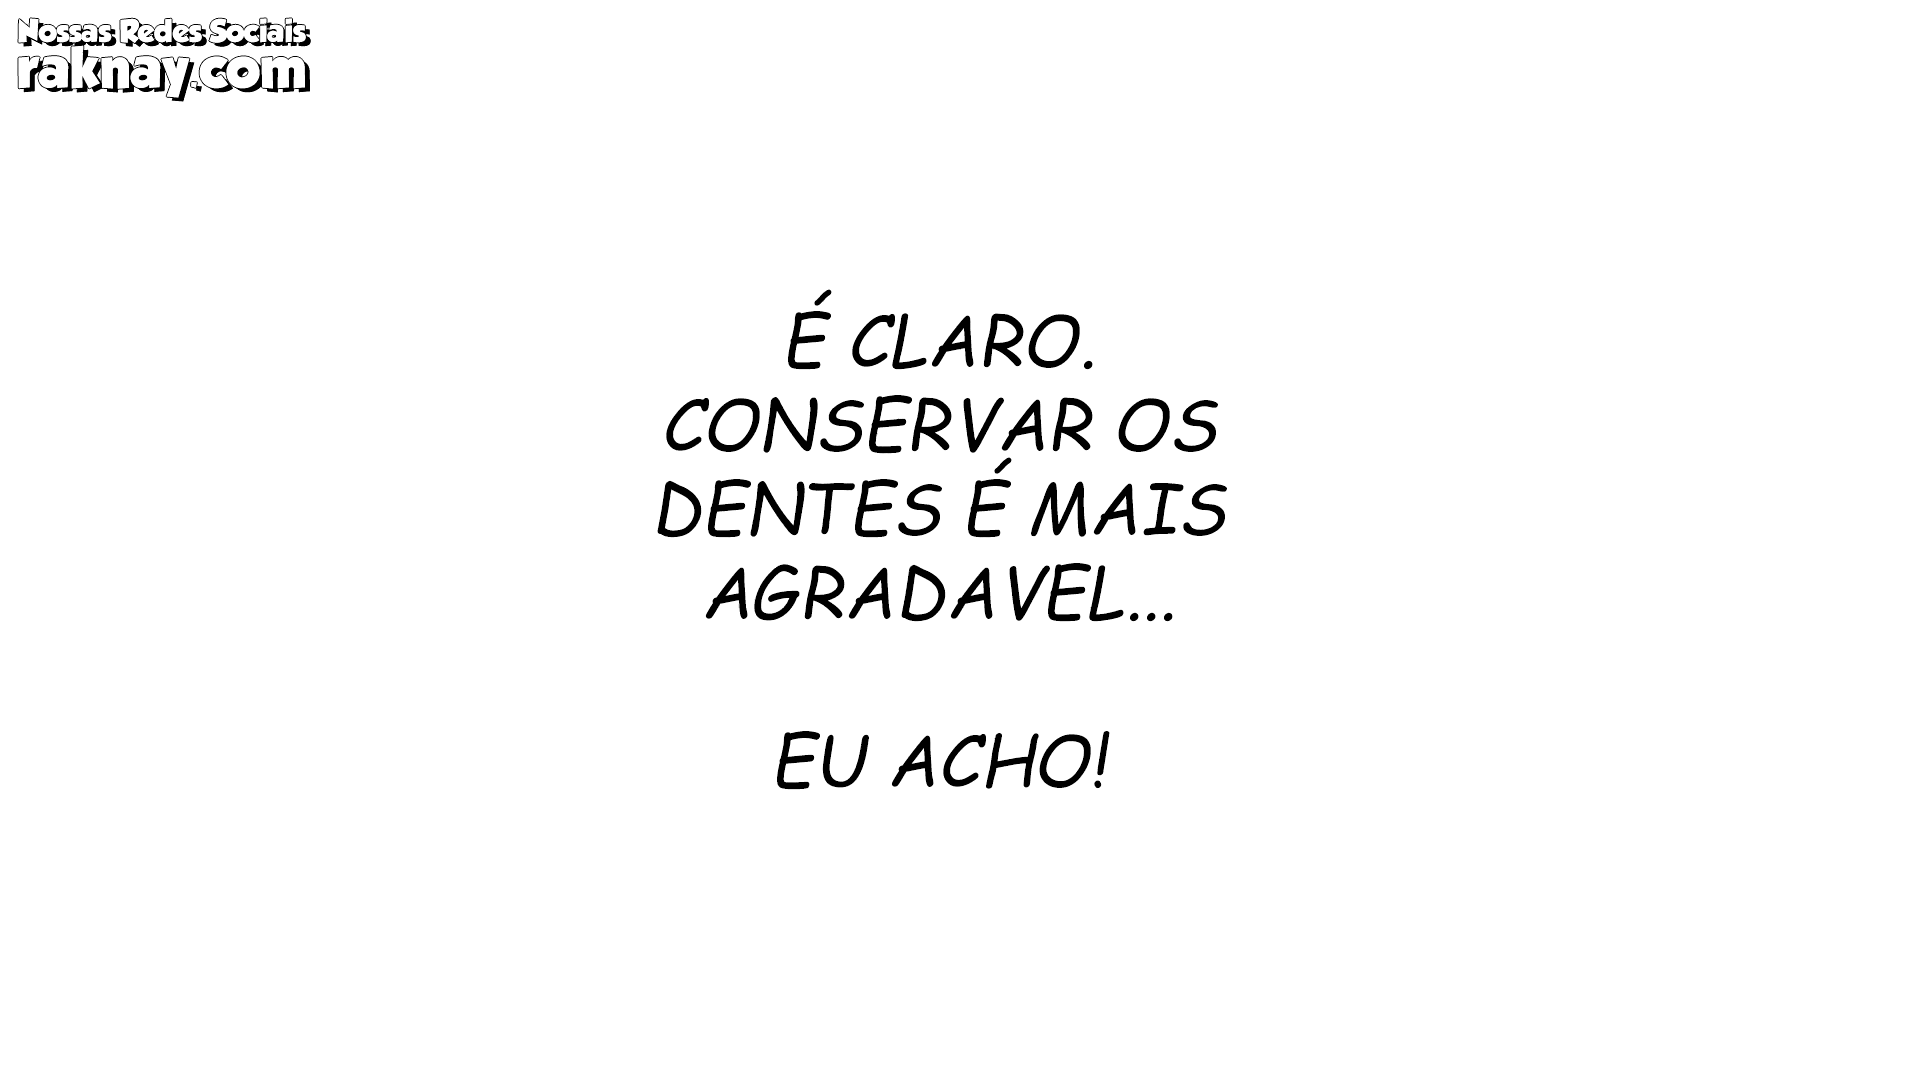 Nossas Redes Sociais
raknay.com
É CLARO.
CONSERVAR OS
DENTES É MAIS
AGRADAVEL...
EU ACHO!